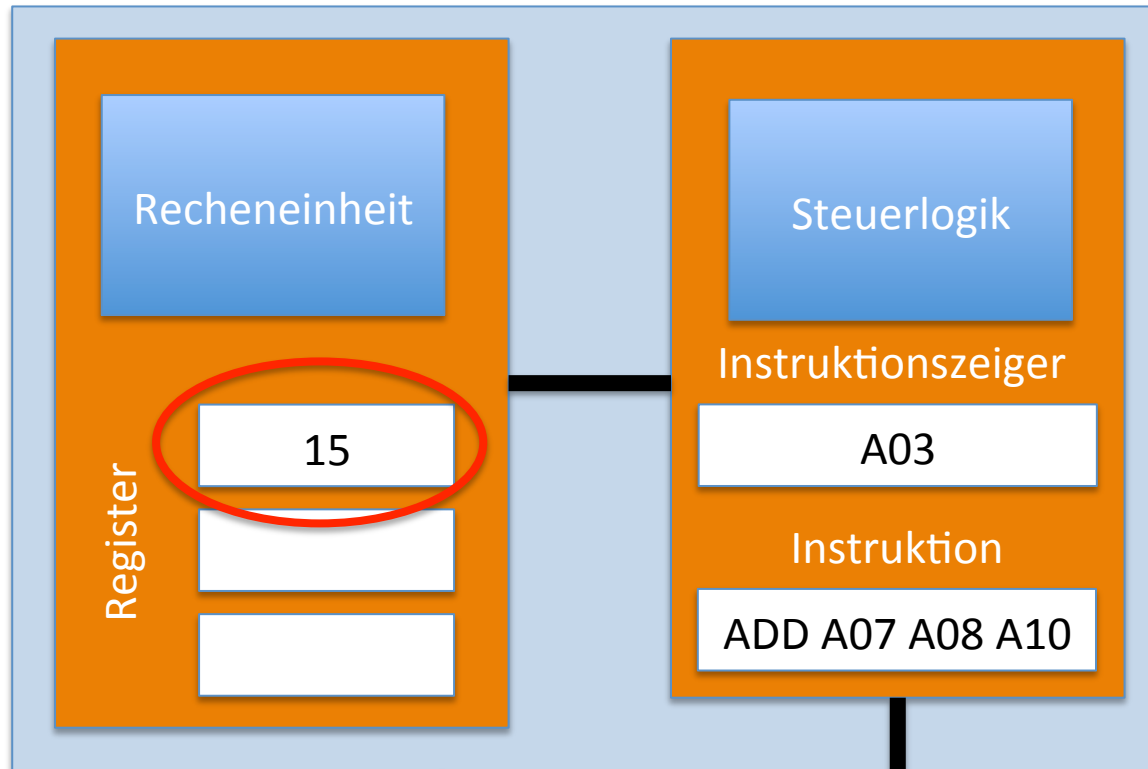 Recheneinheit
Register
15
Steuerlogik
Instruktionszeiger
A03
Instruktion
ADD A07 A08 A10